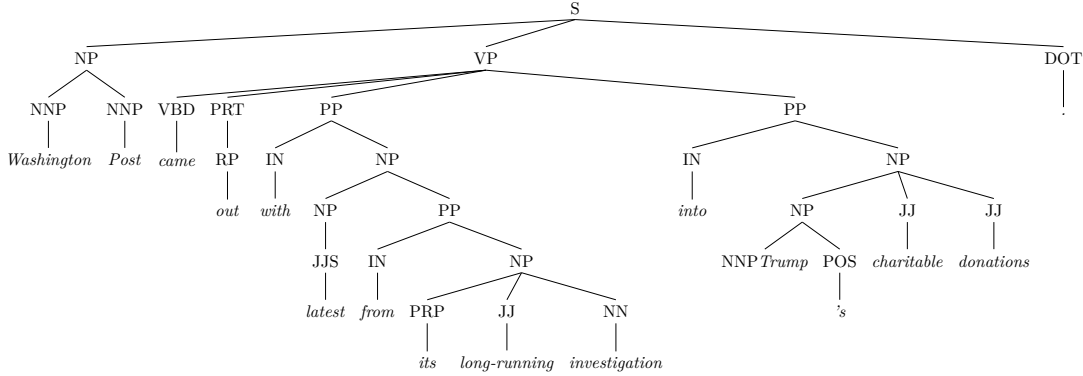 S
NP VP DOT
NNP NNP VBD PRT PP PP .
Washington Post came RP IN NP IN NP
out with NP PP into NP JJ JJ
JJS IN NP NNP Trump POS charitable donations
latest from PRP JJ NN 's
its long-running investigation